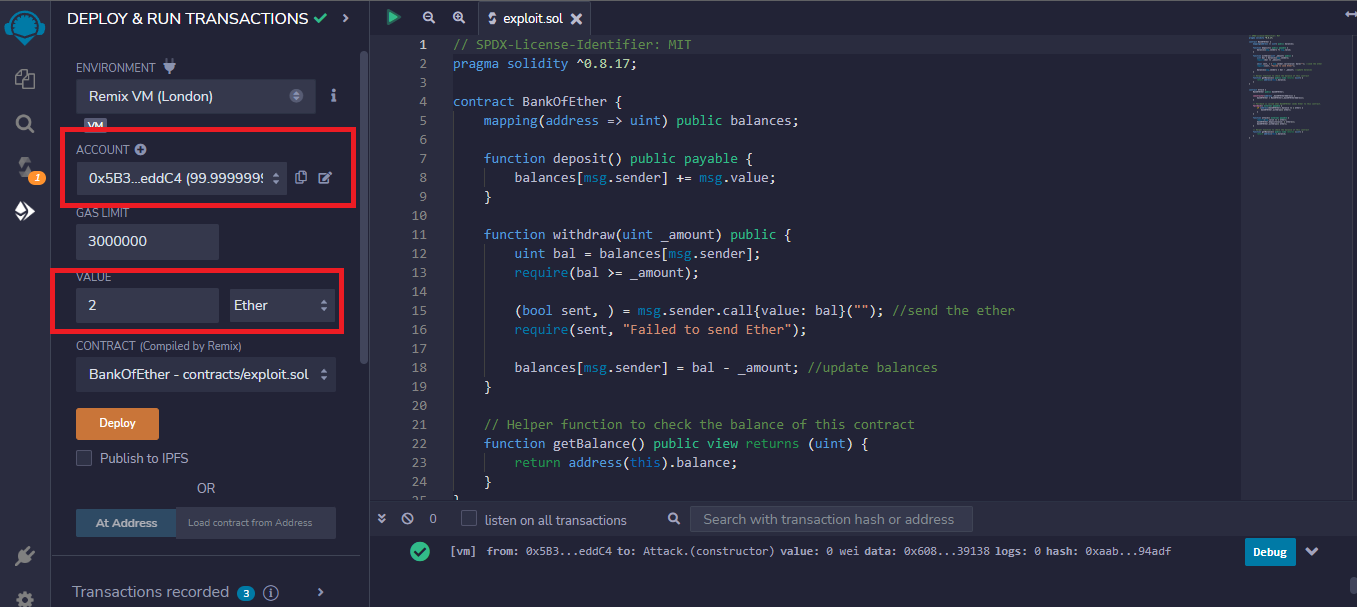 DEPLOY & RUN TRANSACTIONS
ENVIRONMENT
Remix VM (London)
VM
ACCOUNT
0x5B3...eddC4 (99.9999999
GAS LIMIT
3000000
VALUE
2 Ether
CONTRACT (Compiled by Remix)
BankOfEther - contracts/exploit.sol
Deploy
Publish to IPFS
OR
At Address Load contract from Address
Transactions recorded 3
1
exploit.sol
1 // SPDX-License-Identifier: MIT
2 pragma solidity ^0.8.17;
3
4 contract BankOfEther {
5 mapping(address => uint) public balances;
6
7 function deposit() public payable {
8 balances[msg.sender] += msg.value;
9 }
10
11 function withdraw(uint _amount) public {
12 uint bal = balances[msg.sender];
13 require(bal >= _amount);
14
15 (bool sent, ) = msg.sender.call{value: bal}(""); //send the ether
16 require(sent, "Failed to send Ether");
17
18 balances[msg.sender] = bal - _amount; //update balances
19 }
20
21 // Helper function to check the balance of this contract
22 function getBalance() public view returns (uint) {
23 return address(this).balance;
24 }
25 }
0 listen on all transactions Search with transaction hash or address
[vm] from: 0x5B3...eddC4 to: Attack.(constructor) value: 0 wei data: 0x608...39138 logs: 0 hash: 0xaab...94adf Debug